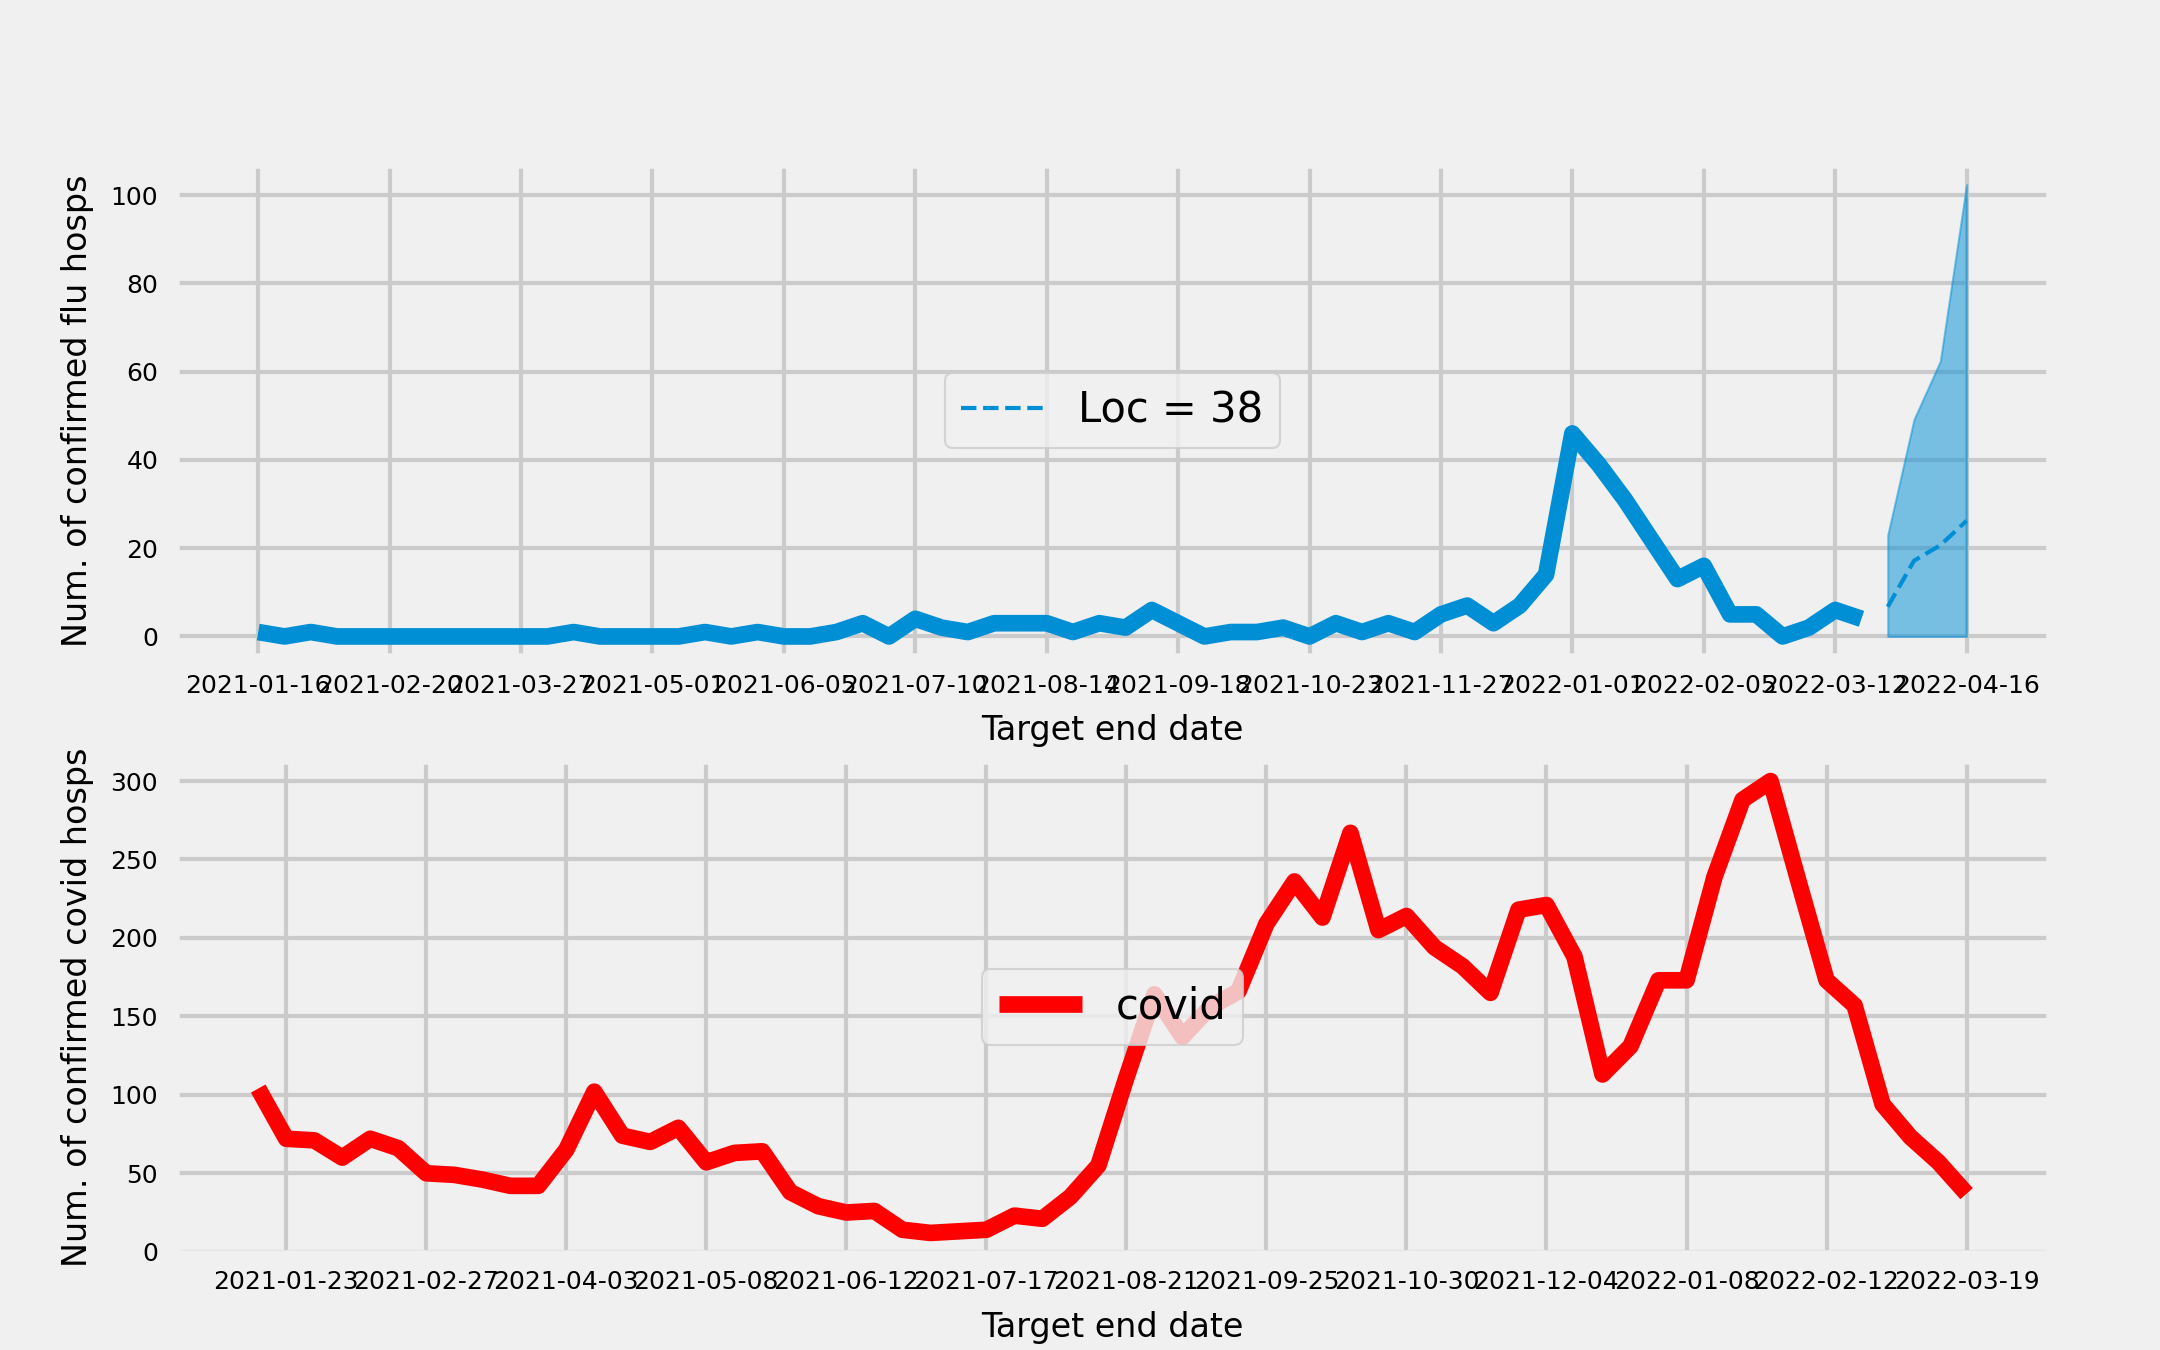 Num. of confirmed flu hosps
100
80
60
40
20
0
Loc = 38
2021-01-16 2021-02-20 2021-03-27 2021-05-01 2021-06-05 2021-07-10 2021-08-14 2021-09-18 2021-10-23 2021-11-27 2022-01-01 2022-02-05 2022-03-12 2022-04-16
Target end date
Num. of confirmed covid hosps
300
250
200
150
100
50
0
covid
2021-01-23 2021-02-27 2021-04-03 2021-05-08 2021-06-12 2021-07-17 2021-08-21 2021-09-25 2021-10-30 2021-12-04 2022-01-08 2022-02-12 2022-03-19
Target end date